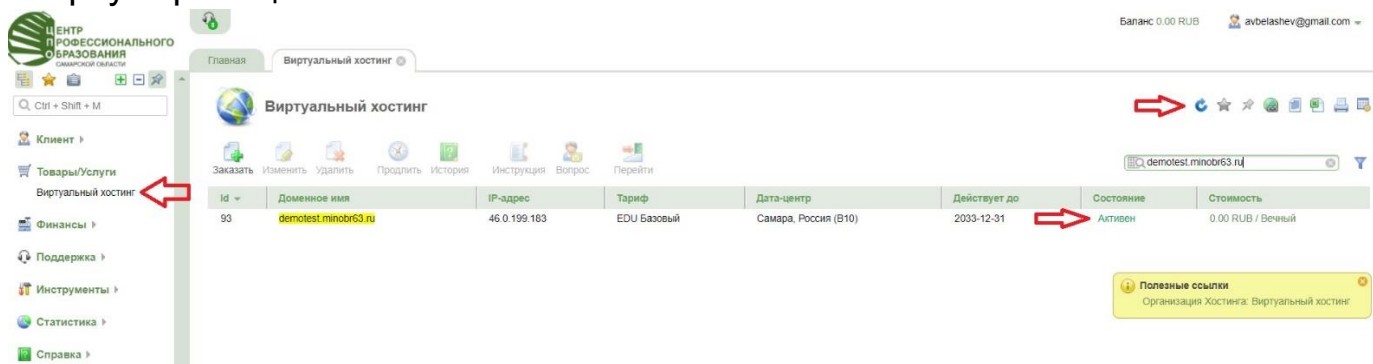 ЦЕНТР
ПРОФЕССИОНАЛЬНОГО
ОБРАЗОВАНИЯ
САМАРСКОЙ ОБЛАСТИ
Баланс 0.00 RUB avbelashev@gmail.com
Главная Виртуальный хостинг
Ctrl + Shift + M
Виртуальный хостинг
Клиент
Товары/Услуги
Виртуальный хостинг
Финансы
Поддержка
Инструменты
Статистика
Справка
Заказать Изменить Удалить Продлить История Инструкция Вопрос Перейти
demotest.minobr63.ru
Id Доменное имя IP-адрес Тариф Дата-центр Действует до Состояние Стоимость
93 demotest.minobr63.ru 46.0.199.183 EDU Базовый Самара, Россия (B10) 2033-12-31 Активен 0.00 RUB / Вечный
Полезные ссылки
Организация Хостинга: Виртуальный хостинг